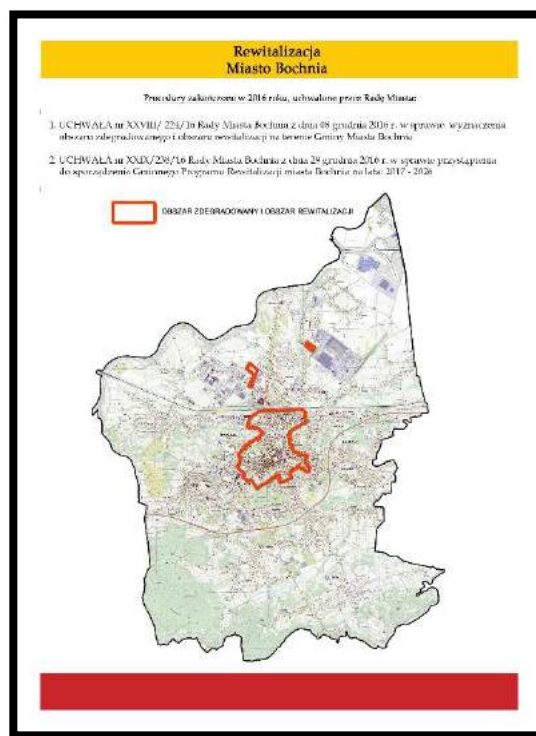 Rewitalizacja
Miasto Bochnia
Procedury zakończone w 2016 roku, uchwalone przez Radę Miasta:
1. UCHWAŁA nr XXVIII/ /16 Rady Miasta Bochnia z dnia 08 grudnia 2016 r. w sprawie wyznaczenia
obszaru zdegradowanego i obszaru rewitalizacji na terenie Gminy Miasta Bochnia
2. UCHWAŁA nr XXIX/238/16 Rady Miasta Bochnia z dnia 29 grudnia 2016 r. w sprawie przystąpienia
do sporządzenia Gminnego Programu Rewitalizacji miasta Bochnia na lata: 2017 - 2026
OBSZAR ZDEGRADOWANY I OBSZAR REWITALIZACJI